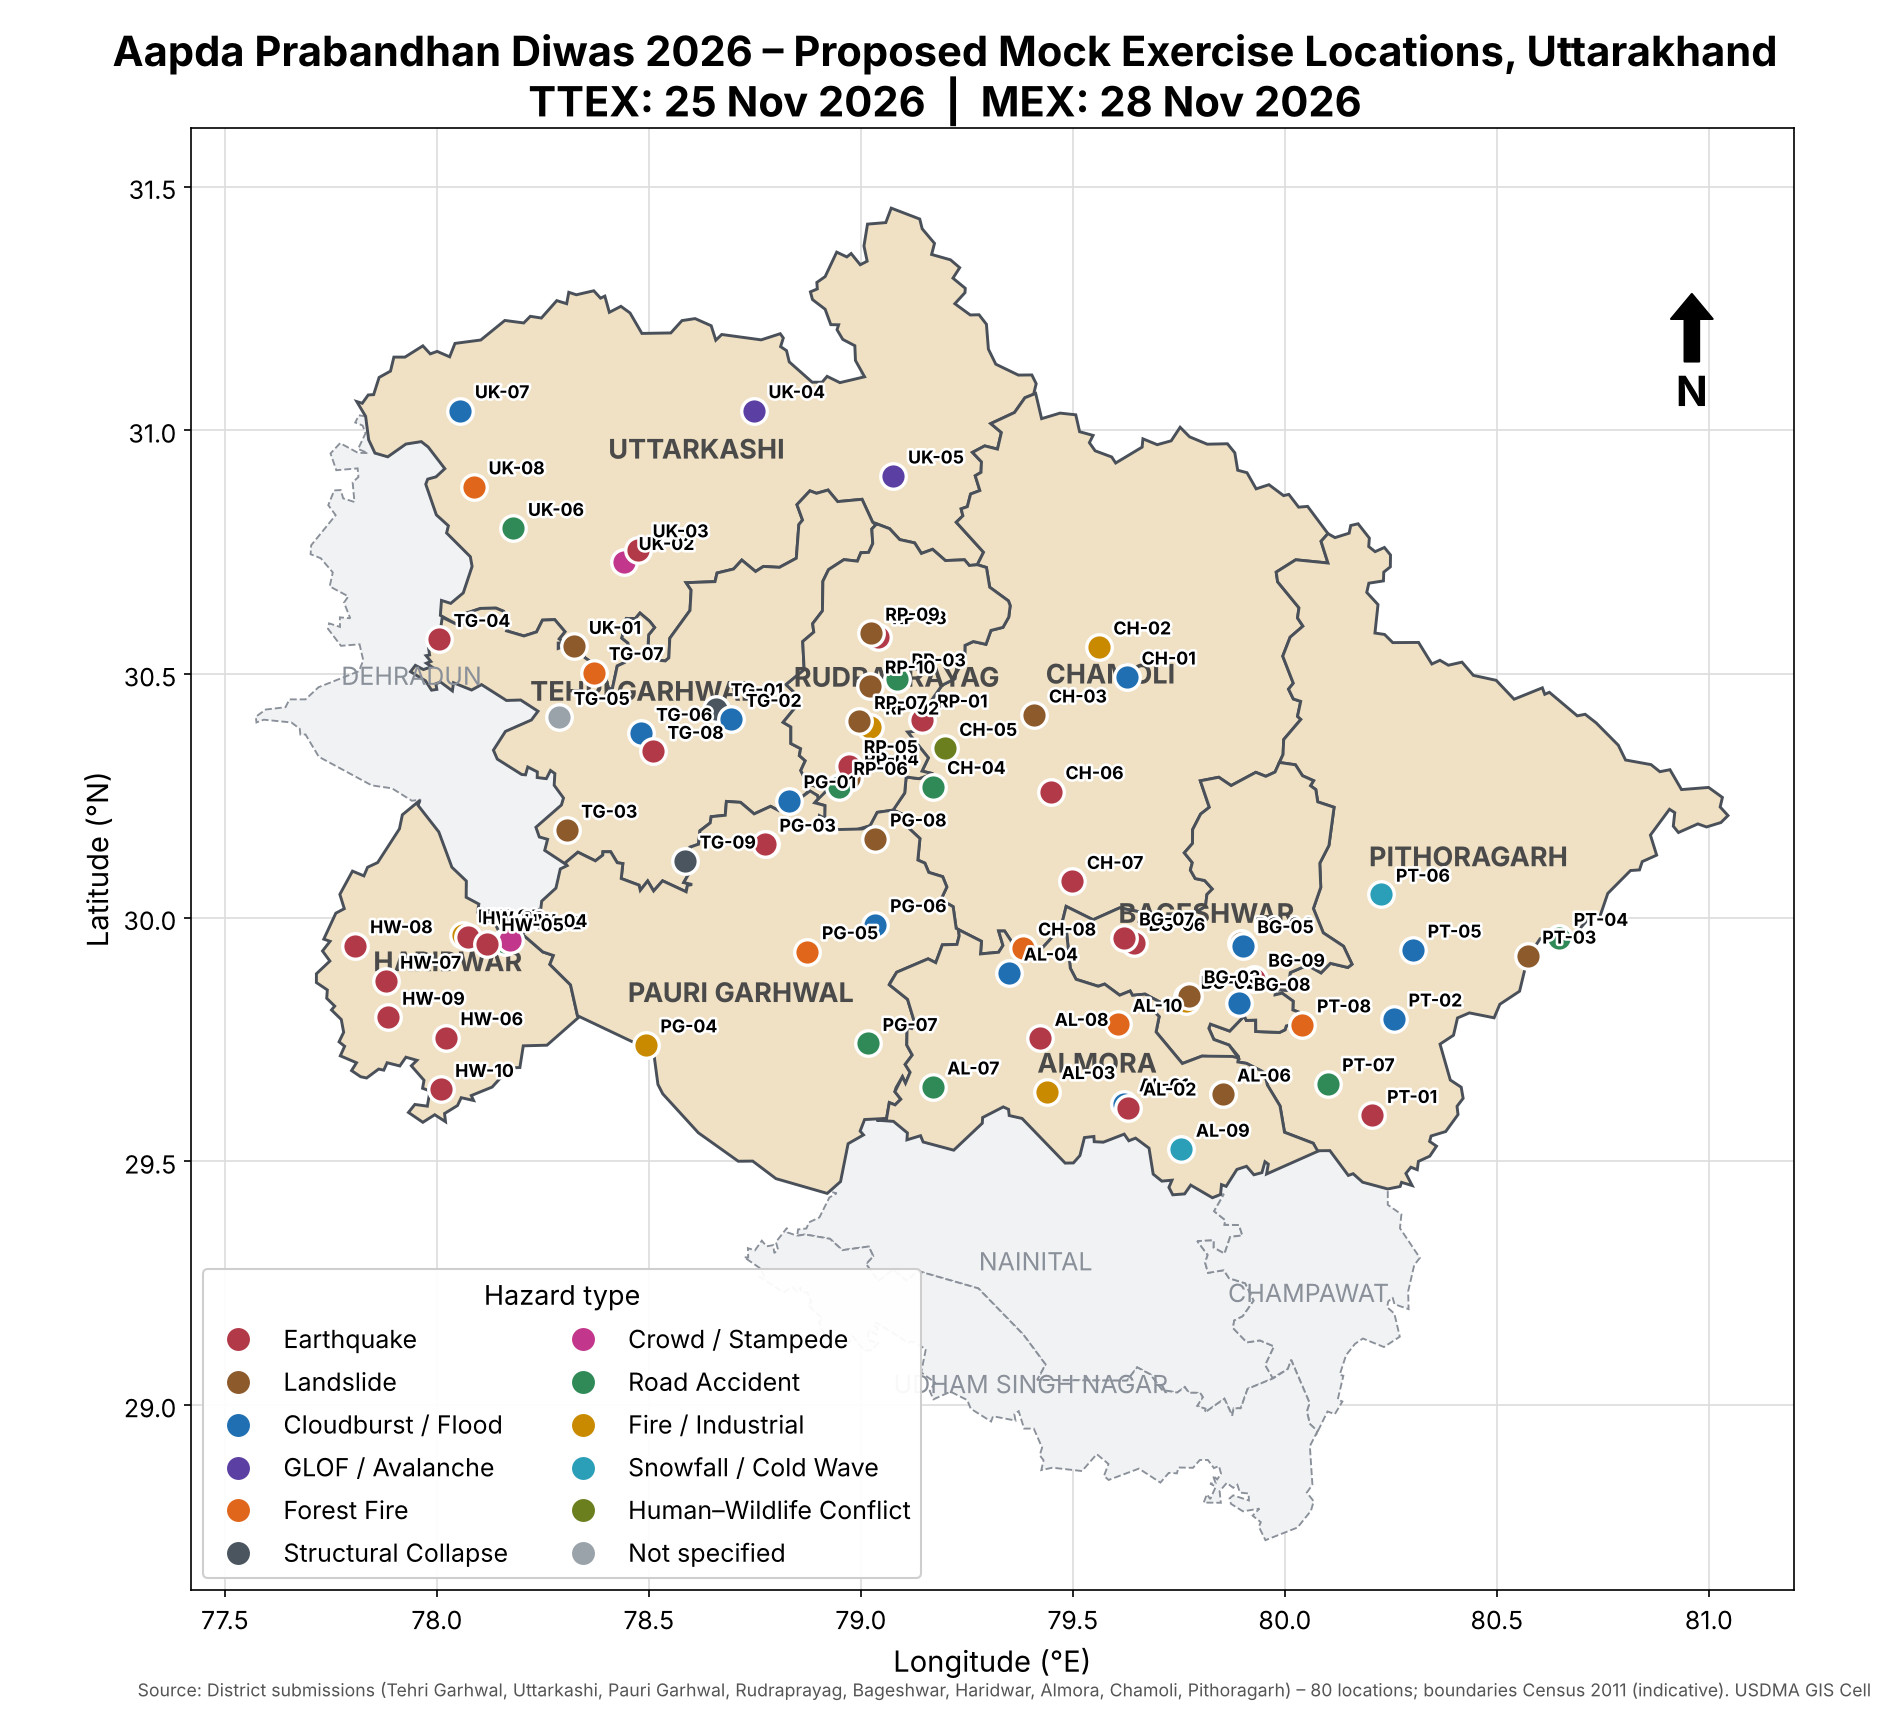 Aapda Prabandhan Diwas 2026 – Proposed Mock Exercise Locations, Uttarakhand
TTEX: 25 Nov 2026 | MEX: 28 Nov 2026
Latitude (°N)
31.5
31.0
30.5
30.0
29.5
29.0
N
UK-07
UK-04
UTTARKASHI
UK-05
UK-08
UK-06
UK-03
UK-02
TG-04
UK-01
TG-07
DEHRADUN
TEHRI GARHWAL
TG-05
TG-01
TG-02
TG-06
TG-08
TG-03
TG-09
RP-09
RP-03
RP-10
RUDRAPRAYAG
RP-07
RP-02
RP-01
RP-05
RP-04
RP-06
CH-02
CH-01
CHAMOLI
CH-03
CH-05
CH-04
CH-06
CH-07
CH-08
PG-01
PG-03
PG-08
PG-06
PG-05
PAURI GARHWAL
PG-04
PG-07
HW-08
HW-05
HARIDWAR
HW-07
HW-09
HW-06
HW-10
BAGESHWAR
BG-07
BG-06
BG-05
BG-09
BG-08
PITHORAGARH
PT-06
PT-04
PT-03
PT-05
PT-02
PT-08
PT-07
PT-01
AL-04
AL-10
AL-08
ALMORA
AL-03
AL-02
AL-06
AL-07
AL-09
NAINITAL
CHAMPAWAT
UDHAM SINGH NAGAR
Hazard type
Earthquake
Landslide
Cloudburst / Flood
GLOF / Avalanche
Forest Fire
Structural Collapse
Crowd / Stampede
Road Accident
Fire / Industrial
Snowfall / Cold Wave
Human–Wildlife Conflict
Not specified
77.5 78.0 78.5 79.0 79.5 80.0 80.5 81.0
Longitude (°E)
Source: District submissions (Tehri Garhwal, Uttarkashi, Pauri Garhwal, Rudraprayag, Bageshwar, Haridwar, Almora, Chamoli, Pithoragarh) – 80 locations; boundaries Census 2011 (indicative). USDMA GIS Cell